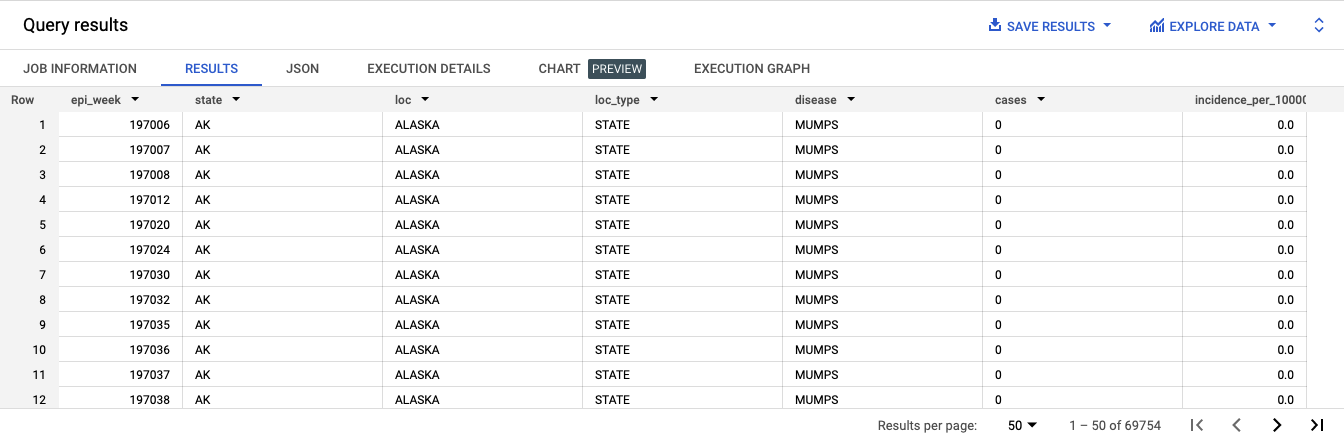 Query results SAVE RESULTS EXPLORE DATA
JOB INFORMATION RESULTS JSON EXECUTION DETAILS CHART PREVIEW EXECUTION GRAPH
Row epi_week state loc loc_type disease cases incidence_per_10000
1 197006 AK ALASKA STATE MUMPS 0 0.0
2 197007 AK ALASKA STATE MUMPS 0 0.0
3 197008 AK ALASKA STATE MUMPS 0 0.0
4 197012 AK ALASKA STATE MUMPS 0 0.0
5 197020 AK ALASKA STATE MUMPS 0 0.0
6 197024 AK ALASKA STATE MUMPS 0 0.0
7 197030 AK ALASKA STATE MUMPS 0 0.0
8 197032 AK ALASKA STATE MUMPS 0 0.0
9 197035 AK ALASKA STATE MUMPS 0 0.0
10 197036 AK ALASKA STATE MUMPS 0 0.0
11 197037 AK ALASKA STATE MUMPS 0 0.0
12 197038 AK ALASKA STATE MUMPS 0 0.0
Results per page: 50 1 – 50 of 69754